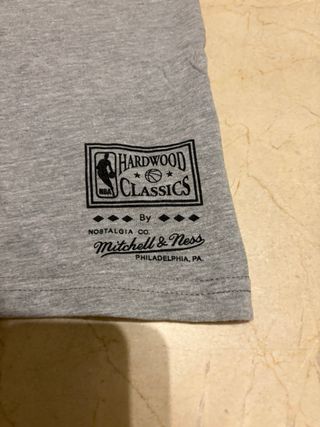 HARDWOOD
CLASSICS
NBA
By
NOSTALGIA CO.
Mitchell & Ness
PHILADELPHIA, PA.